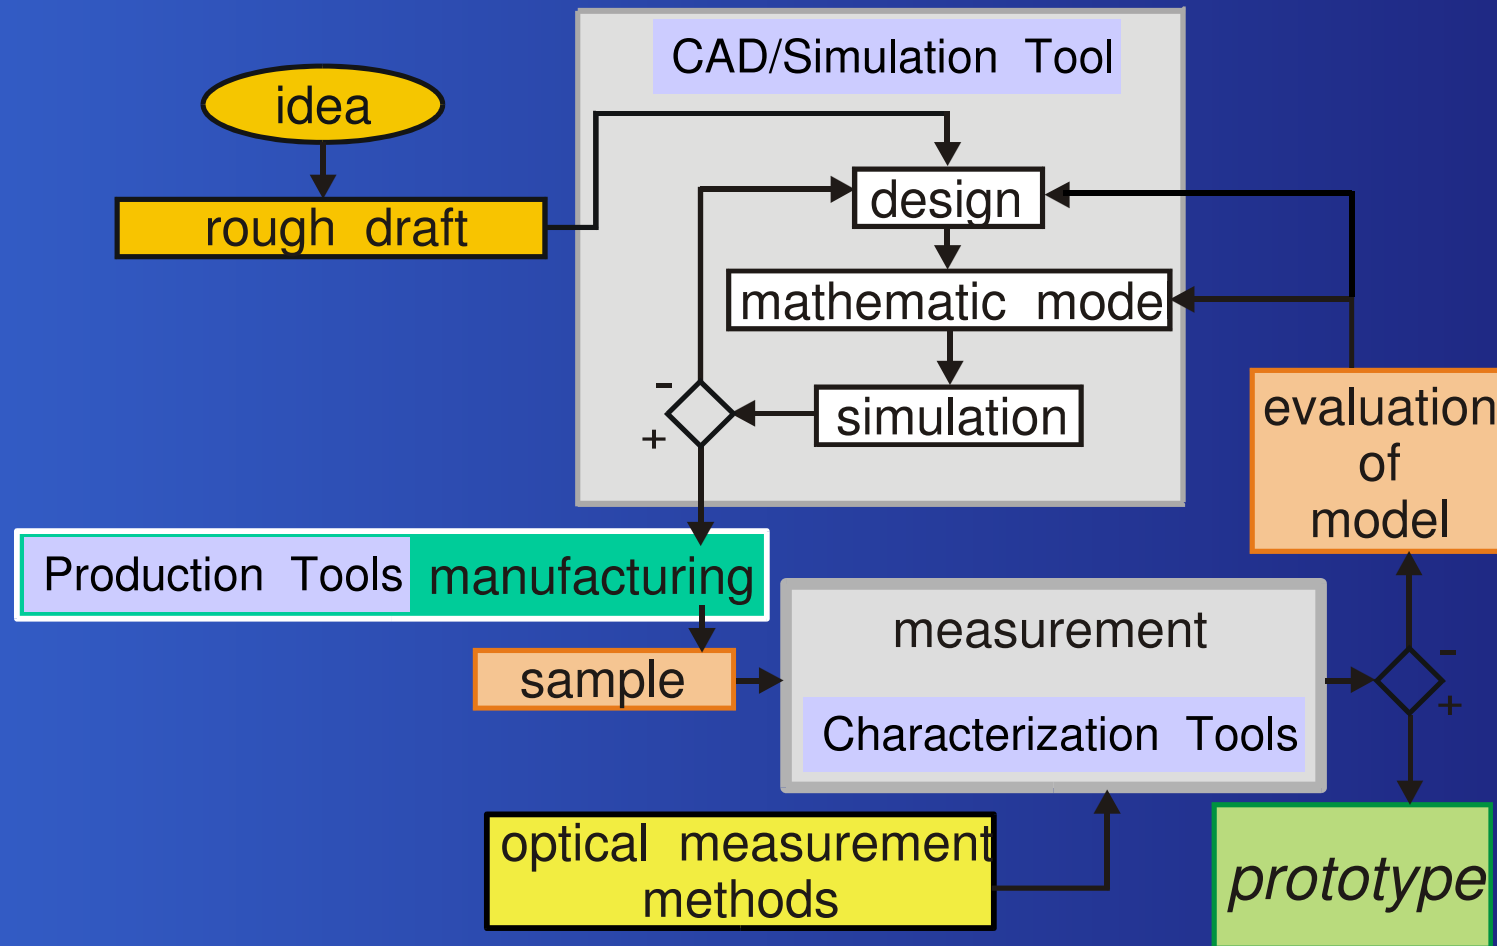 CAD/Simulation Tool
idea
rough draft
design
mathematic mode
simulation
-
+
evaluation
of
model
Production Tools
manufacturing
sample
measurement
Characterization Tools
-
+
optical measurement
methods
prototype